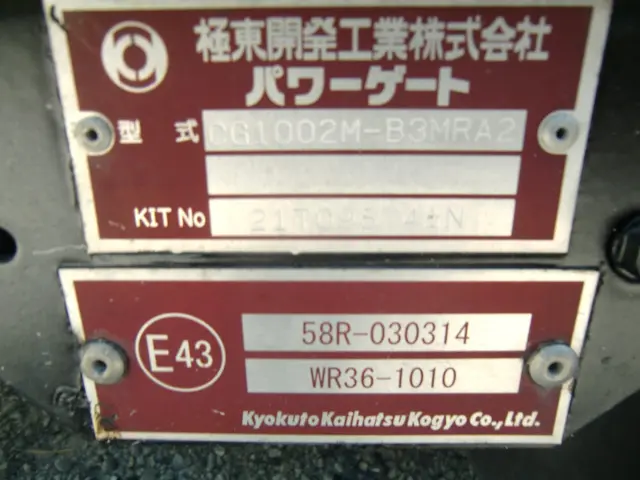 極東開発工業株式会社
パワーゲート
型式 CG1002M-B3MRA2
KIT No
E43
58R-030314
WR36-1010
Kyokuto Kaihatsu Kogyo Co., Ltd.